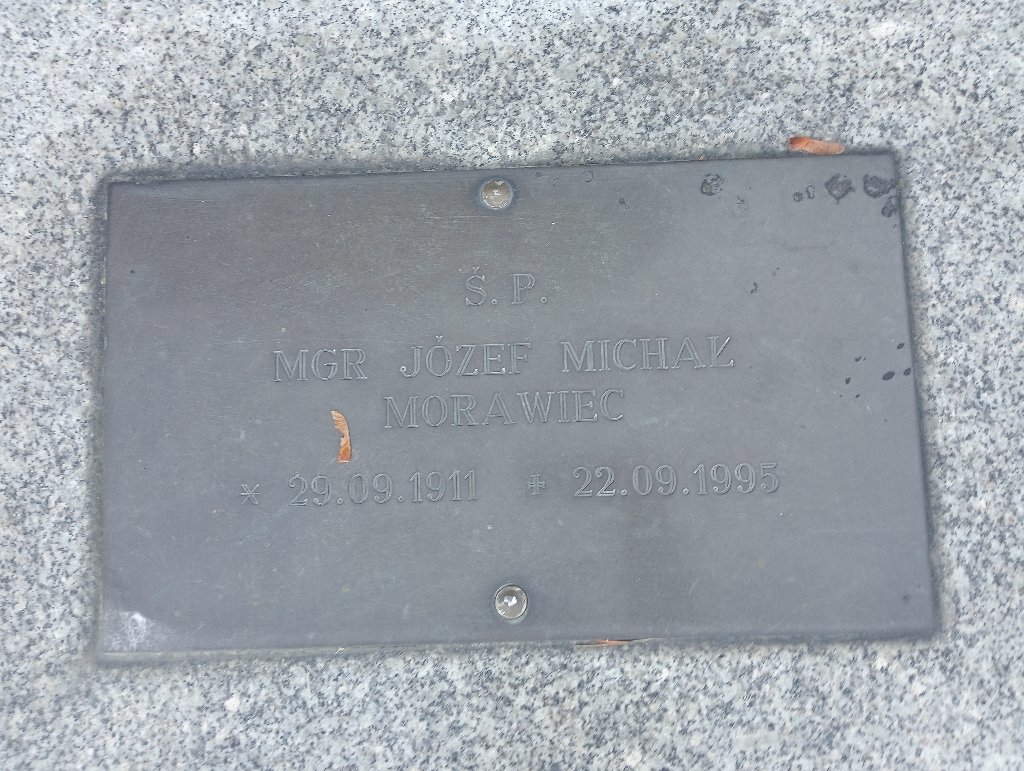 Ś. P.
MGR JÓZEF MICHAŁ
MORAWIEC
* 29.09.1911 ✙ 22.09.1995